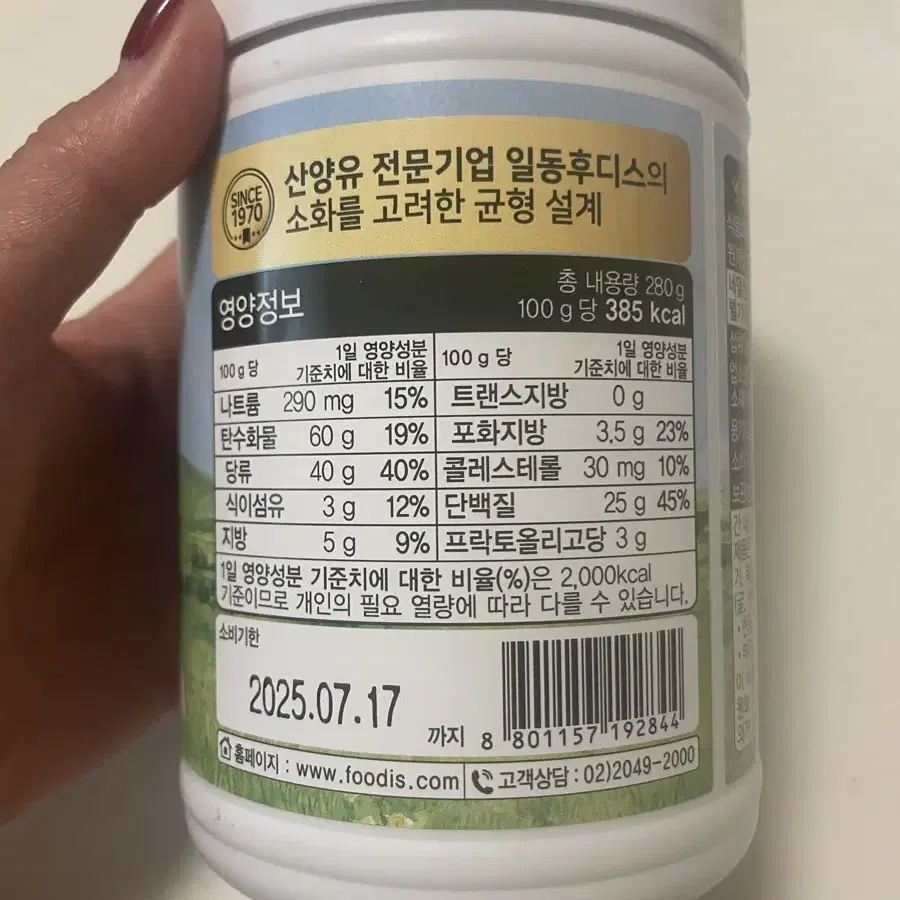 SINCE
1970
산양유 전문기업 일동후디스의
소화를 고려한 균형 설계
영양정보
총 내용량 280 g
100 g 당 385 kcal
100 g 당 1일 영양성분 기준치에 대한 비율
100 g 당 1일 영양성분 기준치에 대한 비율
나트륨 290 mg 15% 트랜스지방 0 g
탄수화물 60 g 19% 포화지방 3.5 g 23%
당류 40 g 40% 콜레스테롤 30 mg 10%
식이섬유 3 g 12% 단백질 25 g 45%
지방 5 g 9% 프락토올리고당 3 g
1일 영양성분 기준치에 대한 비율(%)은 2,000kcal
기준이므로 개인의 필요 열량에 따라 다를 수 있습니다.
소비기한
2025.07.17
까지
8 801157 192844
홈페이지 : www.foodis.com
고객상담 : 02)2049-2000